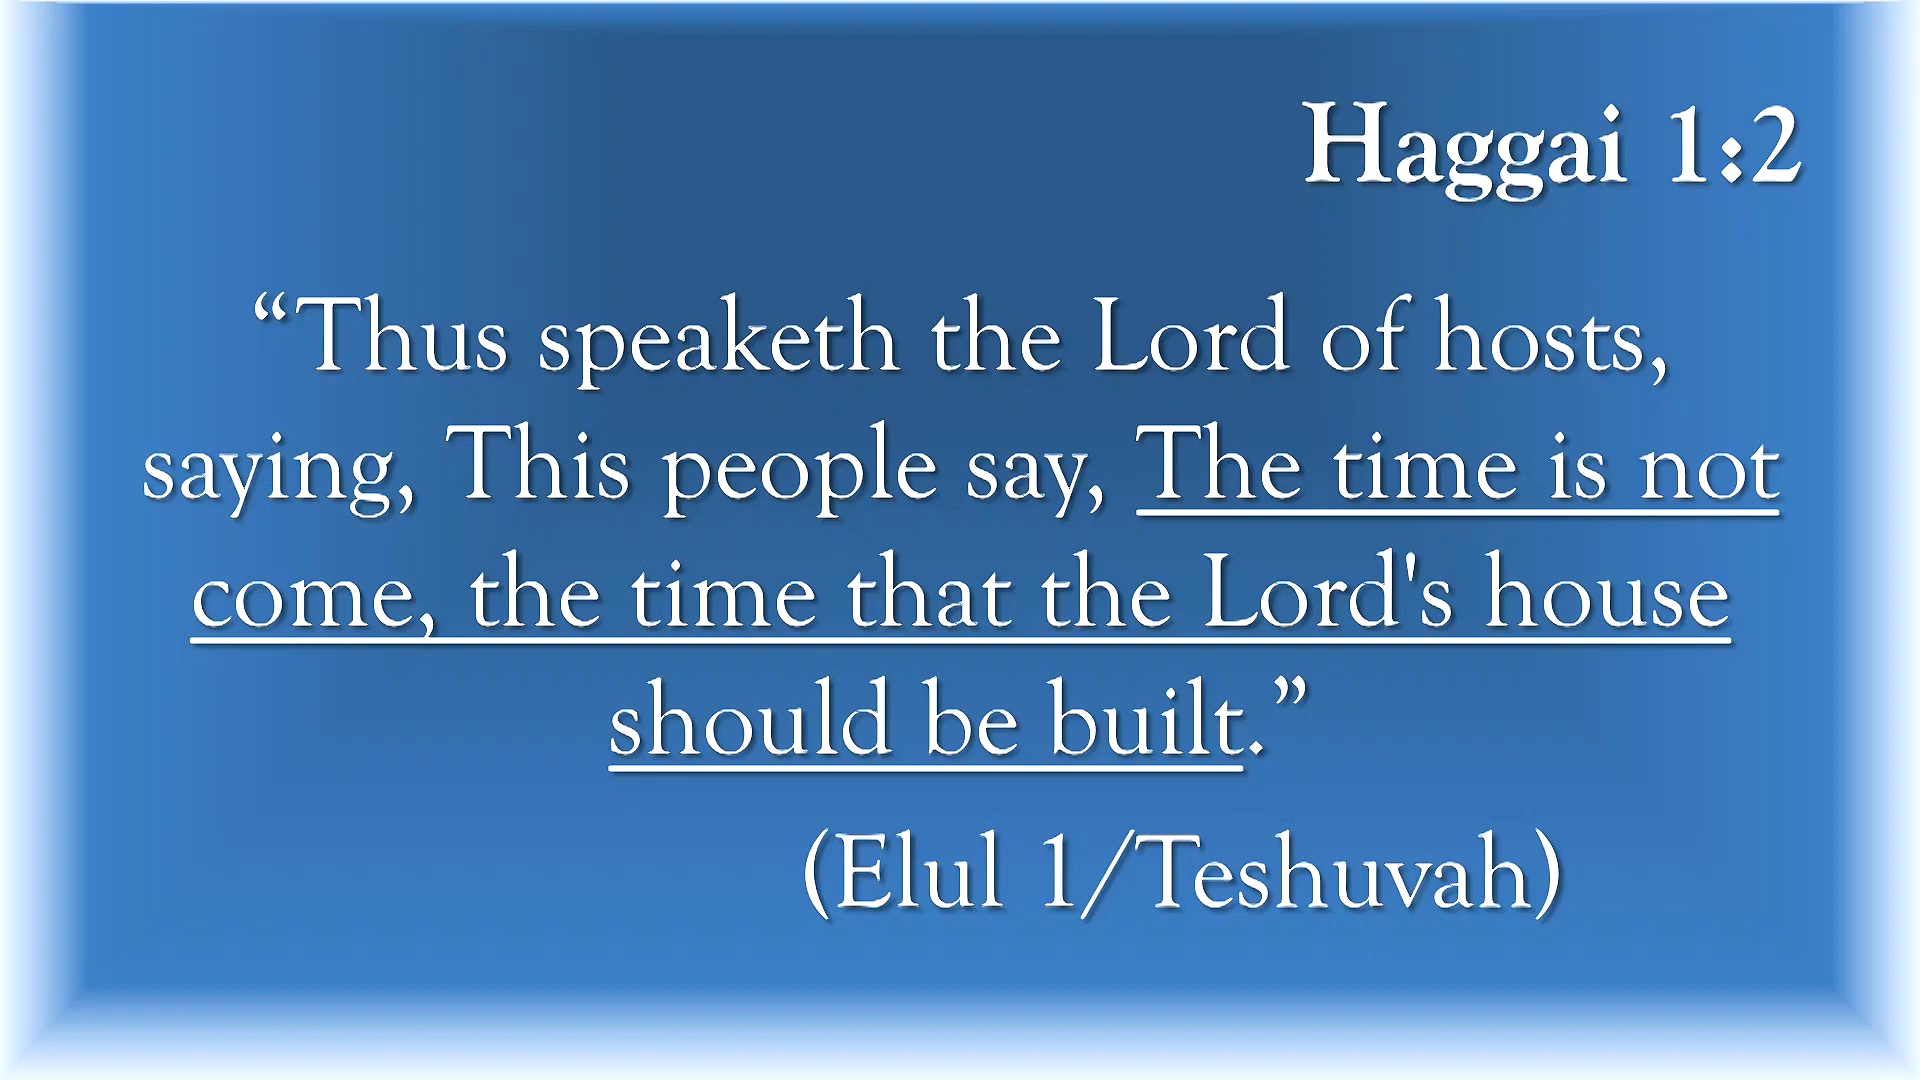 Haggai 1:2
“Thus speaketh the Lord of hosts,
saying, This people say, The time is not
come, the time that the Lord's house
should be built.”
(Elul 1/Teshuvah)